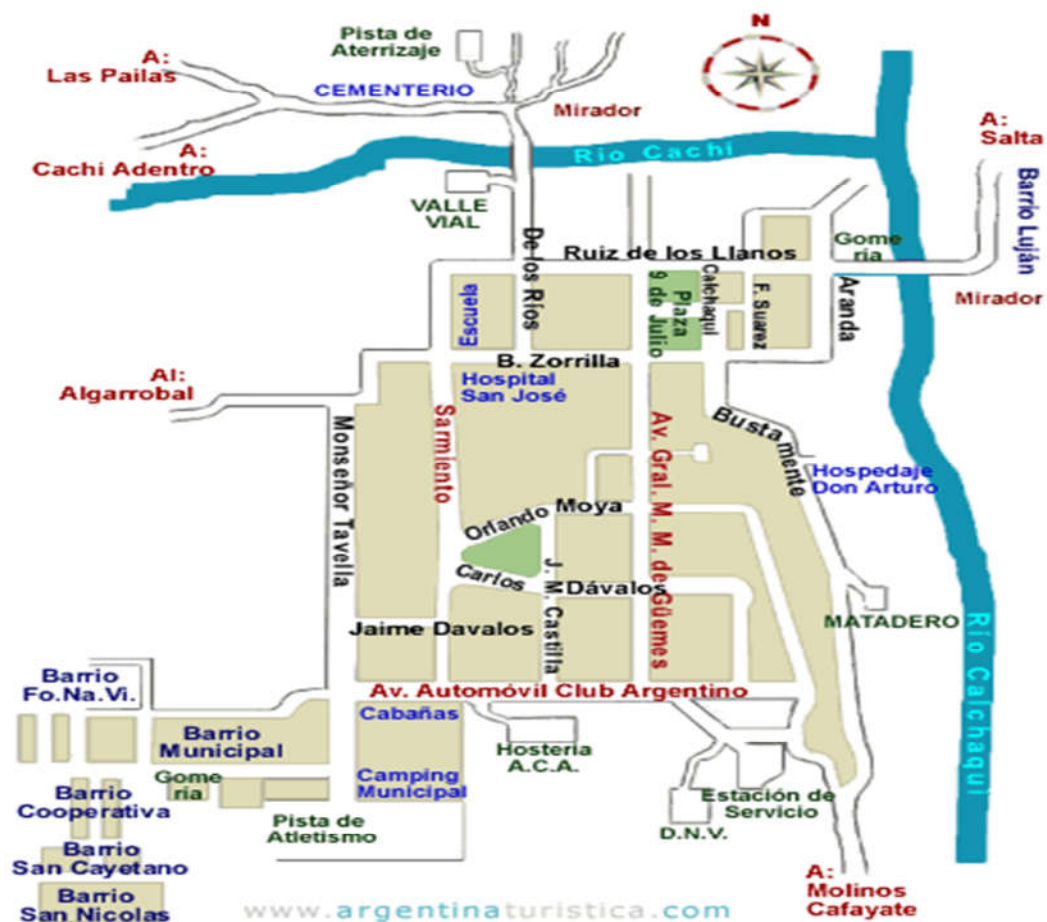 N
Pista de
Aterrizaje
A:
Las Pailas
CEMENTERIO
Mirador
A:
Salta
A:
Cachi Adentro
Río Cachi
Barrio Luján
VALLE
VIAL
De los Ríos
Ruiz de los Llanos
Gome
ría
Mirador
Escuela
9 de Julio
Plaza
Calchaquí
F. Suarez
Aranda
B. Zorrilla
Al:
Algarrobal
Hospital
San José
Sarmiento
Monseñor Tavella
Av. Gral. M. M. de Güemes
Bustamente
Hospedaje
Don Arturo
Orlando Moya
Carlos Dávalos
J. M. Castilla
MATADERO
Río Calchaquí
Jaime Davalos
Barrio
Fo.Na.Vi.
Av. Automóvil Club Argentino
Cabañas
Barrio
Municipal
Hosteria
A.C.A.
Gome
ría
Camping
Municipal
Barrio
Cooperativa
Estación de
Servicio
Pista de
Atletismo
D.N.V.
Barrio
San Cayetano
A:
Molinos
Cafayate
Barrio
San Nicolas
www.argentinaturistica.com